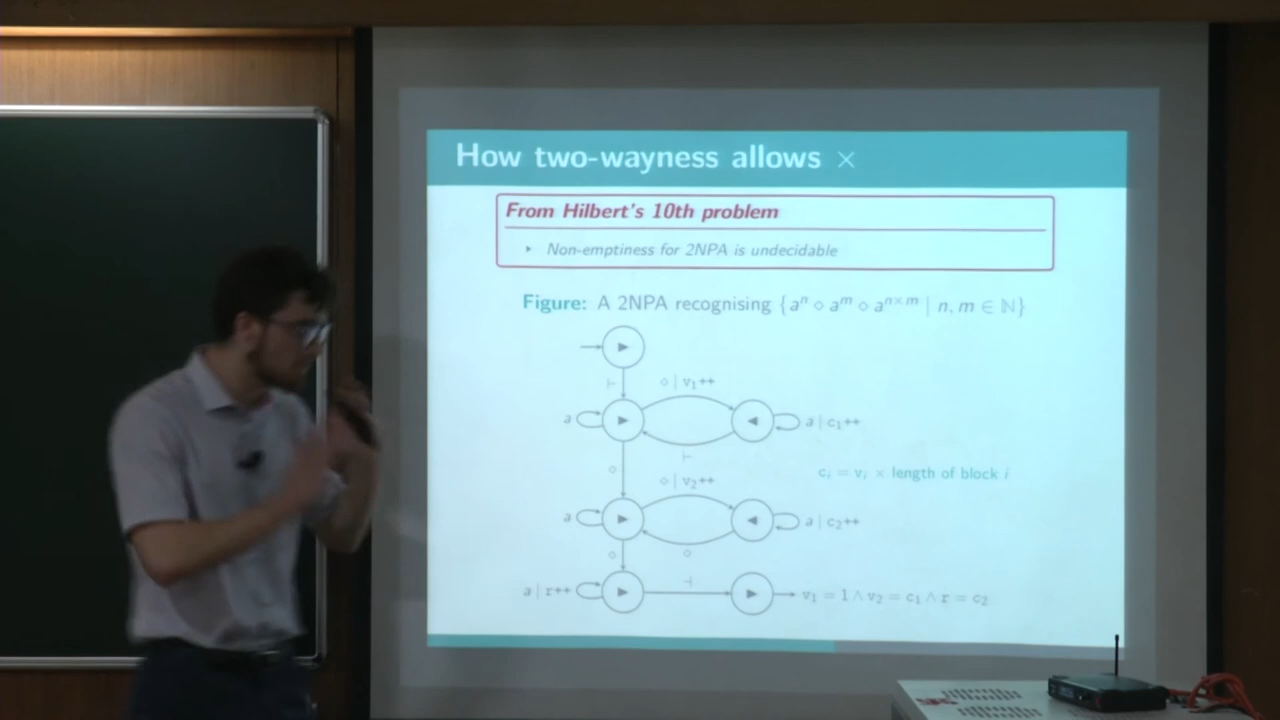 How two-wayness allows ×
From Hilbert's 10th problem
▸ Non-emptiness for 2NPA is undecidable
Figure: A 2NPA recognising {aⁿ ⋄ aᵐ ⋄ aⁿˣᵐ | n, m ∈ ℕ}
▶
⊢
⋄ | v₁++
a ▶ ◀ a | c₁++
⊢
cᵢ = vᵢ × length of block i
⋄
⋄ | v₂++
a ▶ ◀ a | c₂++
⋄
⋄
⊣
a | r++ ▶ ▶ v₁ = 1 ∧ v₂ = c₁ ∧ r = c₂